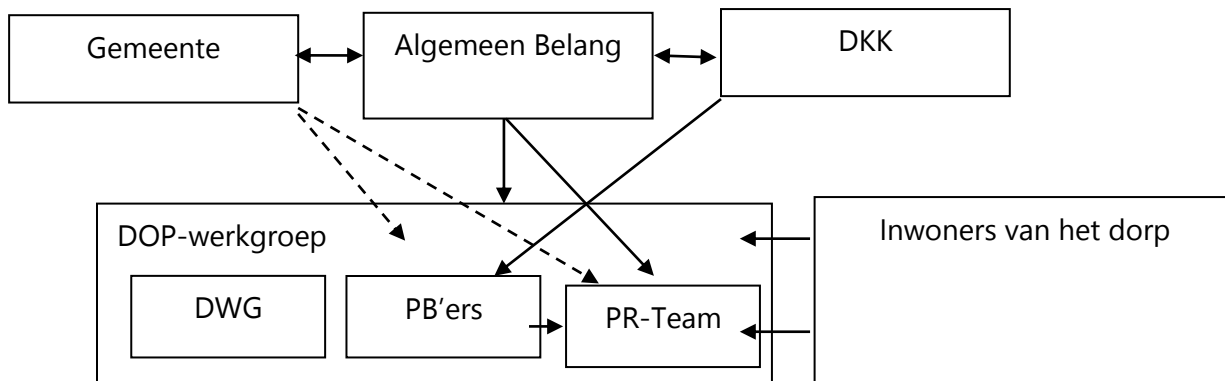 Gemeente
Algemeen Belang
DKK
DOP-werkgroep
Inwoners van het dorp
DWG
PB’ers
PR-Team